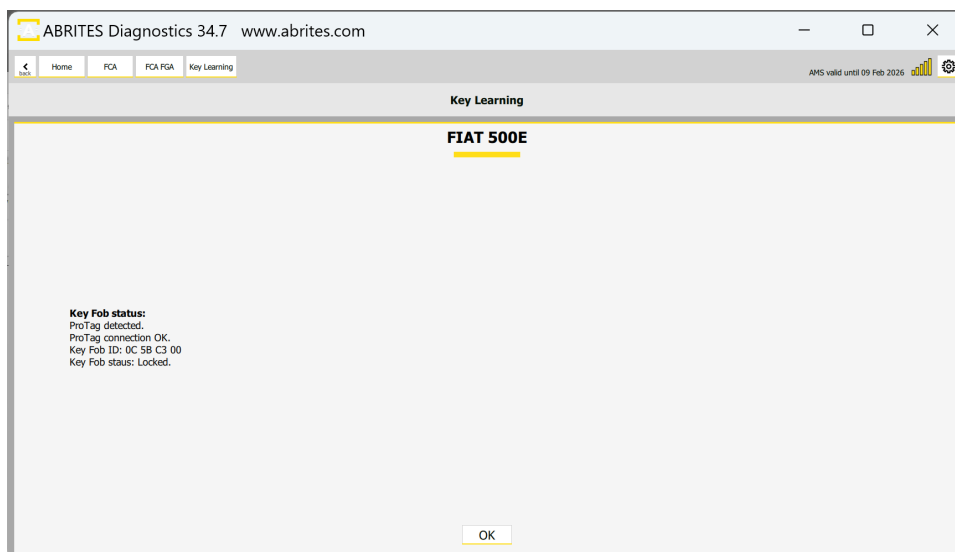 ABRITES Diagnostics 34.7 www.abrites.com
back Home FCA FCA FGA Key Learning
AMS valid until 09 Feb 2026
Key Learning
FIAT 500E
Key Fob status:
ProTag detected.
ProTag connection OK.
Key Fob ID: 0C 5B C3 00
Key Fob staus: Locked.
OK